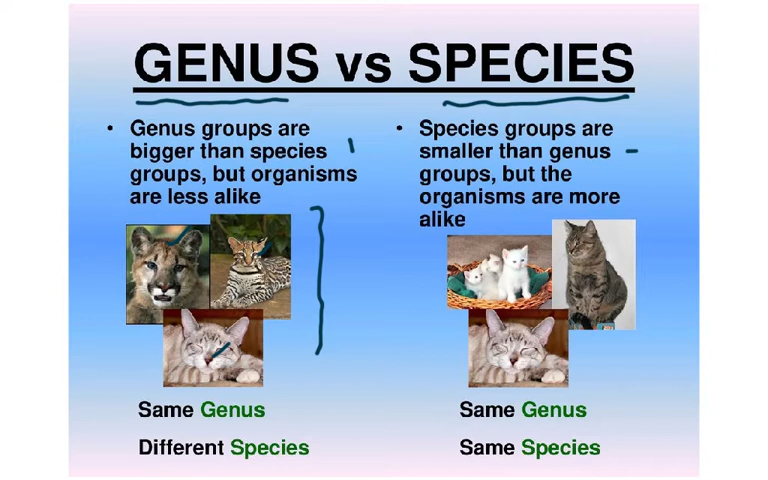 GENUS vs SPECIES
• Genus groups are
bigger than species
groups, but organisms
are less alike
• Species groups are
smaller than genus
groups, but the
organisms are more
alike
Same Genus
Different Species
Same Genus
Same Species